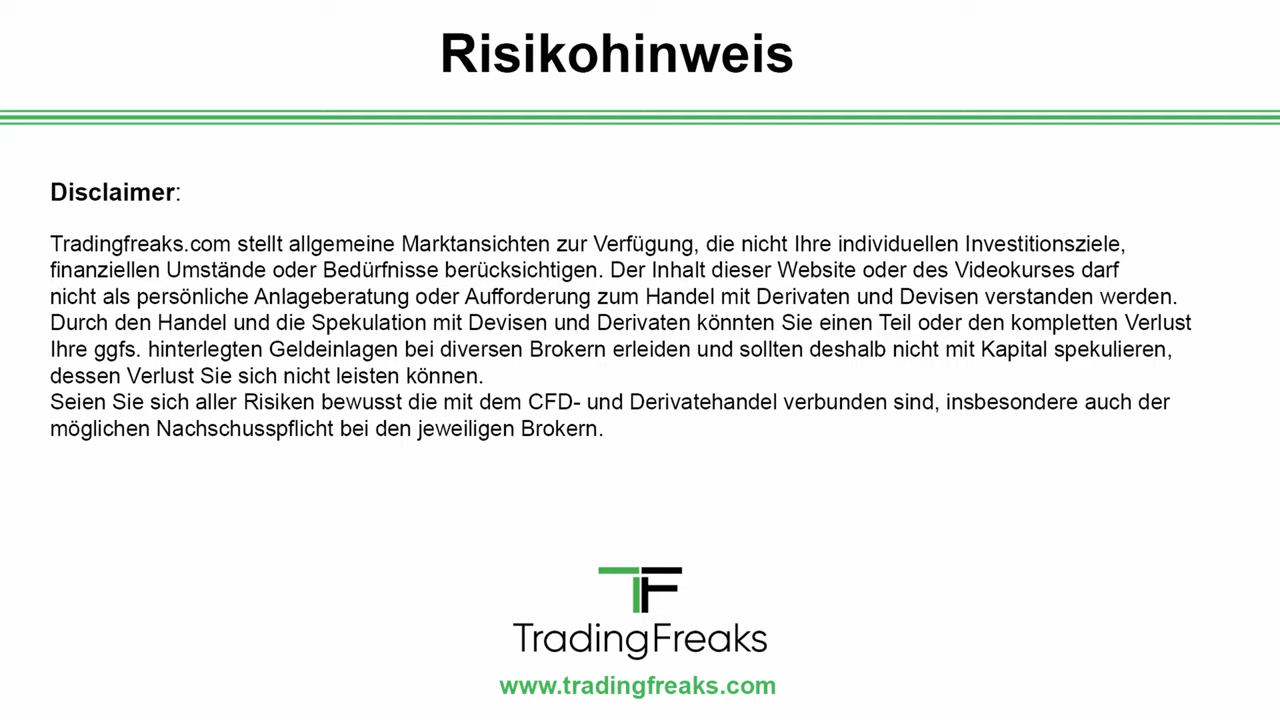 Risikohinweis
Disclaimer:
Tradingfreaks.com stellt allgemeine Marktansichten zur Verfügung, die nicht Ihre individuellen Investitionsziele,
finanziellen Umstände oder Bedürfnisse berücksichtigen. Der Inhalt dieser Website oder des Videokurses darf
nicht als persönliche Anlageberatung oder Aufforderung zum Handel mit Derivaten und Devisen verstanden werden.
Durch den Handel und die Spekulation mit Devisen und Derivaten könnten Sie einen Teil oder den kompletten Verlust
Ihre ggfs. hinterlegten Geldeinlagen bei diversen Brokern erleiden und sollten deshalb nicht mit Kapital spekulieren,
dessen Verlust Sie sich nicht leisten können.
Seien Sie sich aller Risiken bewusst die mit dem CFD- und Derivatehandel verbunden sind, insbesondere auch der
möglichen Nachschusspflicht bei den jeweiligen Brokern.
TF
TradingFreaks
www.tradingfreaks.com